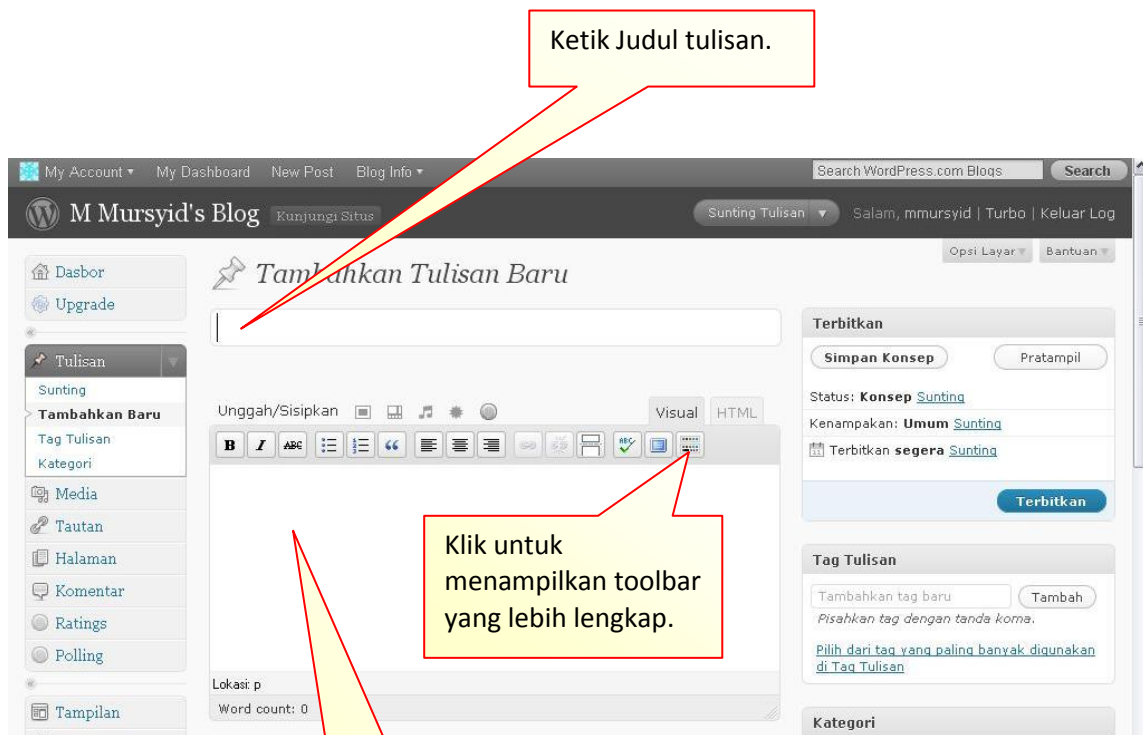 Ketik Judul tulisan.
My Account My Dashboard New Post Blog Info Search WordPress.com Blogs Search
M Mursyid's Blog Kunjungi Situs Sunting Tulisan Salam, mmursyid | Turbo | Keluar Log
Opsi Layar Bantuan
Dasbor
Upgrade
Tulisan
Sunting
Tambahkan Baru
Tag Tulisan
Kategori
Media
Tautan
Halaman
Komentar
Ratings
Polling
Tampilan
Tambahkan Tulisan Baru
Unggah/Sisipkan Visual HTML
B I ABC ABC
Klik untuk
menampilkan toolbar
yang lebih lengkap.
Lokasi: p
Word count: 0
Terbitkan
Simpan Konsep Pratampil
Status: Konsep Sunting
Kenampakan: Umum Sunting
Terbitkan segera Sunting
Terbitkan
Tag Tulisan
Tambahkan tag baru Tambah
Pisahkan tag dengan tanda koma.
Pilih dari tag yang paling banyak digunakan
di Tag Tulisan
Kategori